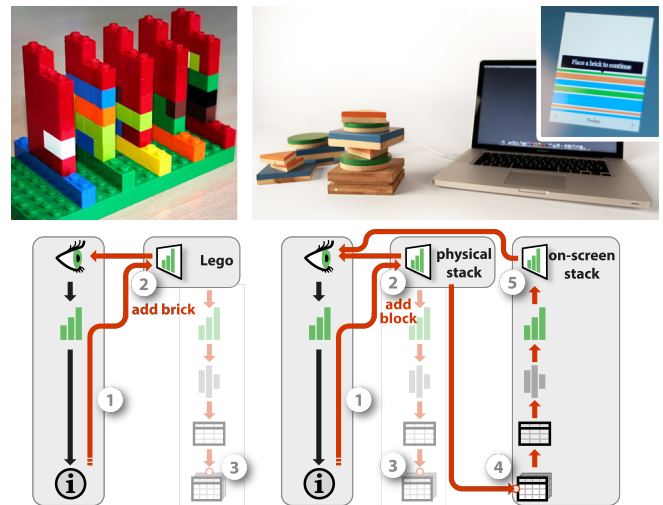 Place a brick to continue
Today
2
Lego
add brick
1
3
2
physical
stack
add
block
1
3
4
5
on-screen
stack